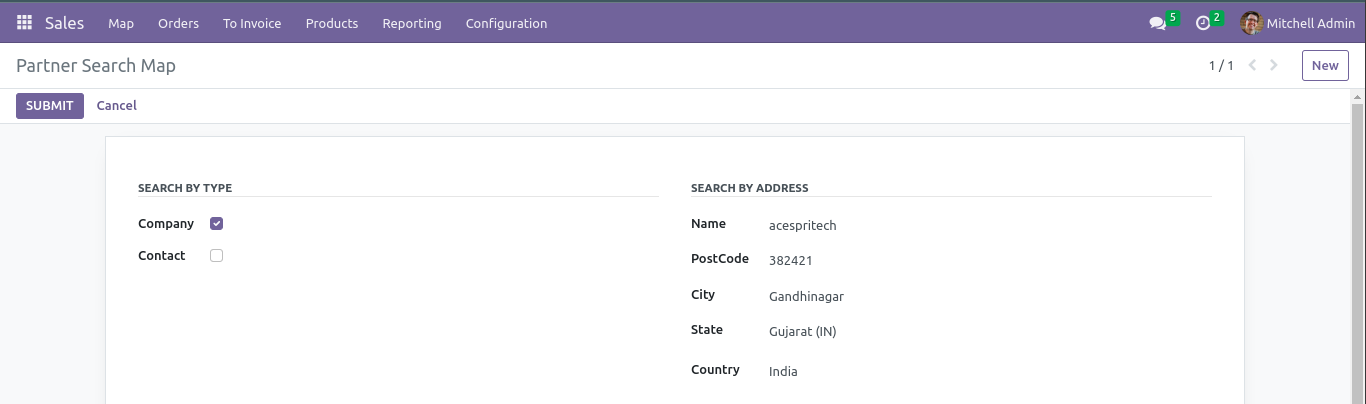 Sales Map Orders To Invoice Products Reporting Configuration 5 2 Mitchell Admin
Partner Search Map 1 / 1 New
SUBMIT Cancel
SEARCH BY TYPE
Company
Contact
SEARCH BY ADDRESS
Name acespritech
PostCode 382421
City Gandhinagar
State Gujarat (IN)
Country India